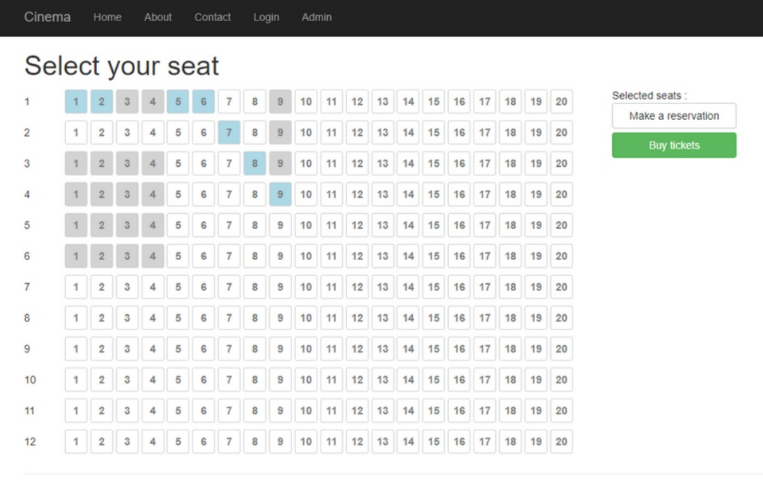 Cinema Home About Contact Login Admin
Select your seat
Selected seats :
1 1 2 3 4 5 6 7 8 9 10 11 12 13 14 15 16 17 18 19 20
Make a reservation
2 1 2 3 4 5 6 7 8 9 10 11 12 13 14 15 16 17 18 19 20
Buy tickets
3 1 2 3 4 5 6 7 8 9 10 11 12 13 14 15 16 17 18 19 20
4 1 2 3 4 5 6 7 8 9 10 11 12 13 14 15 16 17 18 19 20
5 1 2 3 4 5 6 7 8 9 10 11 12 13 14 15 16 17 18 19 20
6 1 2 3 4 5 6 7 8 9 10 11 12 13 14 15 16 17 18 19 20
7 1 2 3 4 5 6 7 8 9 10 11 12 13 14 15 16 17 18 19 20
8 1 2 3 4 5 6 7 8 9 10 11 12 13 14 15 16 17 18 19 20
9 1 2 3 4 5 6 7 8 9 10 11 12 13 14 15 16 17 18 19 20
10 1 2 3 4 5 6 7 8 9 10 11 12 13 14 15 16 17 18 19 20
11 1 2 3 4 5 6 7 8 9 10 11 12 13 14 15 16 17 18 19 20
12 1 2 3 4 5 6 7 8 9 10 11 12 13 14 15 16 17 18 19 20